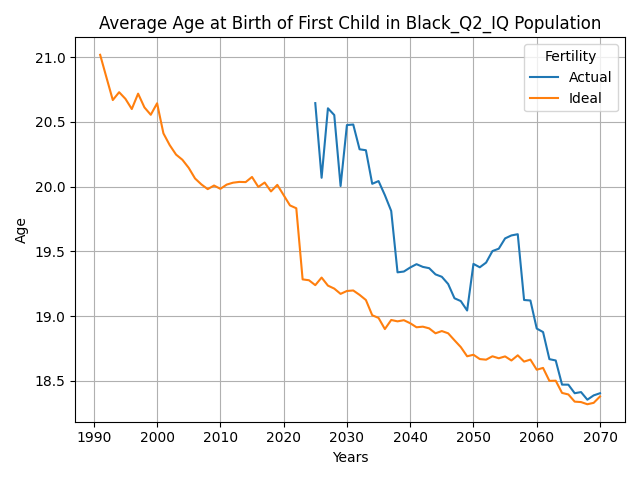 Average Age at Birth of First Child in Black_Q2_IQ Population
Fertility
Actual
Ideal
Age
21.0
20.5
20.0
19.5
19.0
18.5
1990 2000 2010 2020 2030 2040 2050 2060 2070
Years